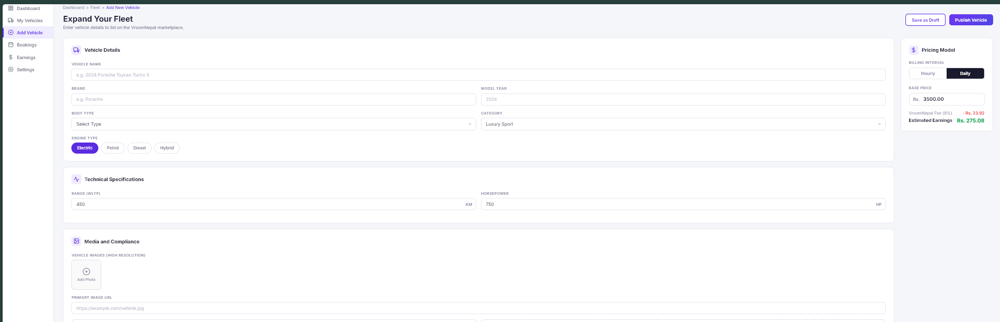 Dashboard
My Vehicles
Add Vehicle
Bookings
Earnings
Settings
Dashboard > Fleet > Add New Vehicle
Expand Your Fleet
Enter vehicle details to list on the VroomNepal marketplace.
Save as Draft
Publish Vehicle
Vehicle Details
VEHICLE NAME
e.g. 2024 Porsche Taycan Turbo S
BRAND
e.g. Porsche
MODEL YEAR
2024
BODY TYPE
Select Type
CATEGORY
Luxury Sport
ENGINE TYPE
Electric
Petrol
Diesel
Hybrid
Technical Specifications
RANGE (WLTP)
450 KM
HORSEPOWER
750 HP
Media and Compliance
VEHICLE IMAGES (HIGH RESOLUTION)
Add Photo
PRIMARY IMAGE URL
https://example.com/vehicle.jpg
Pricing Model
BILLING INTERVAL
Hourly
Daily
BASE PRICE
Rs. 3500.00
VroomNepal Fee (8%) - Rs. 23.92
Estimated Earnings Rs. 275.08